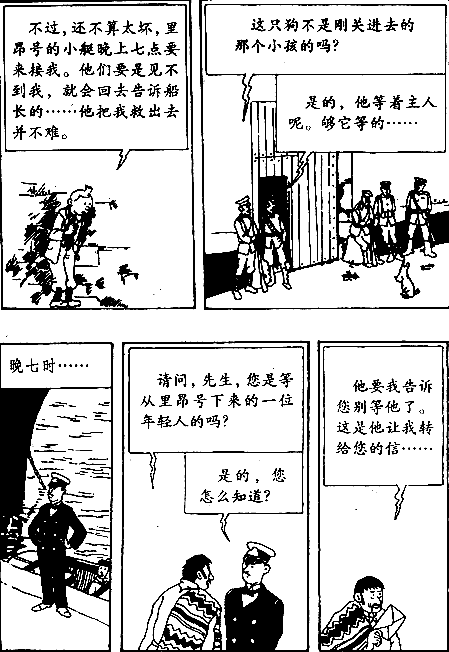 不过,还不算太坏,里
昂号的小艇晚上七点要
来接我。他们要是见不
到我,就会回去告诉船
长的……他把我救出去
并不难。
这只狗不是刚关进去的
那个小孩的吗?
是的,他等着主人
呢。够它等的……
晚七时……
请问,先生,您是等
从里昂号下来的一位
年轻人的吗?
是的,您
怎么知道?
他要我告诉
您别等他了。
这是他让我转
给您的信……